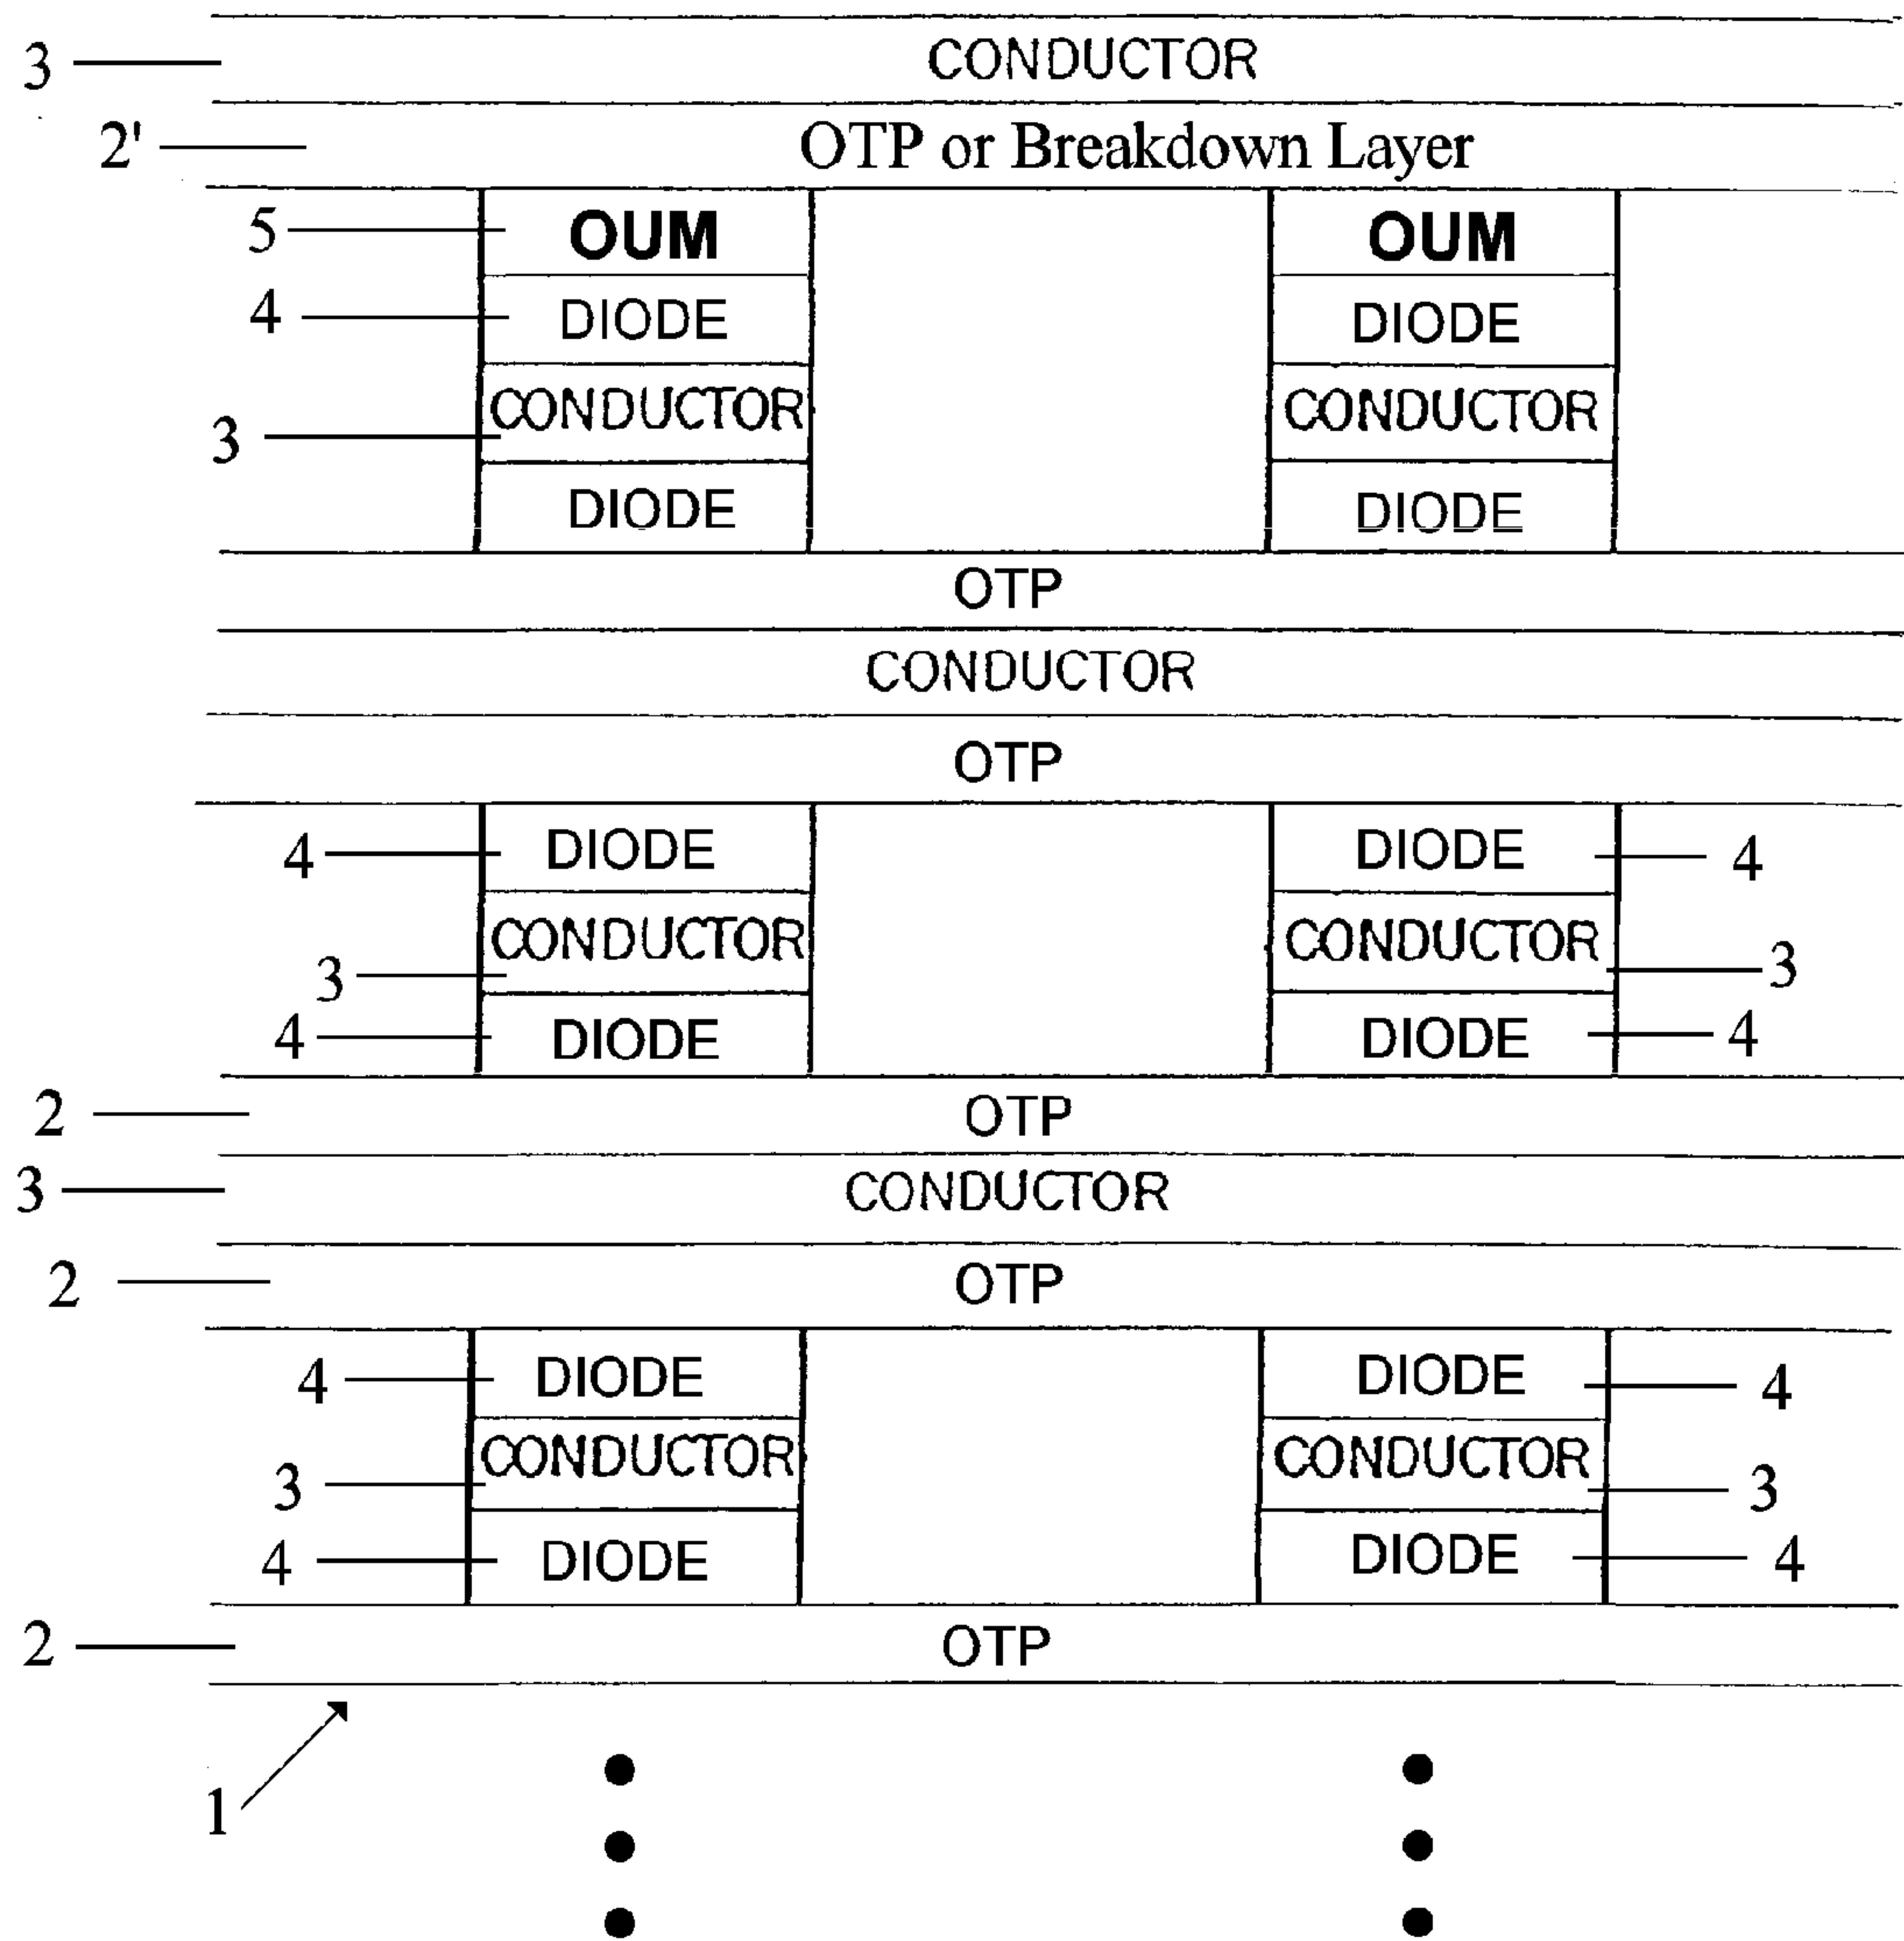 3 CONDUCTOR
2' OTP or Breakdown Layer
5 OUM OUM
4 DIODE DIODE
3 CONDUCTOR CONDUCTOR
DIODE DIODE
OTP
CONDUCTOR
OTP
4 DIODE DIODE 4
3 CONDUCTOR CONDUCTOR 3
4 DIODE DIODE 4
2 OTP
3 CONDUCTOR
2 OTP
4 DIODE DIODE 4
3 CONDUCTOR CONDUCTOR 3
4 DIODE DIODE 4
2 OTP
1